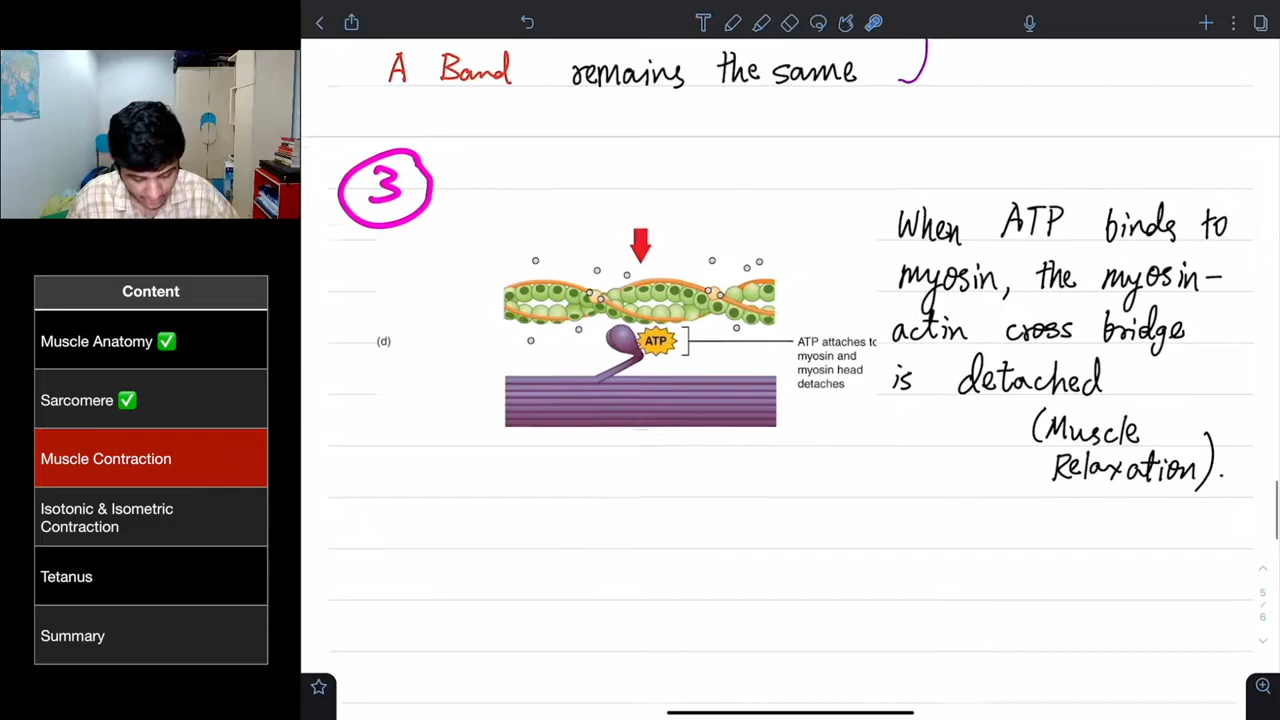 A Band remains the same
3
When ATP binds to
myosin, the myosin-
actin cross bridge
is detached
(Muscle
Relaxation).
(d)
ATP
ATP attaches to
myosin and
myosin head
detaches
Content
Muscle Anatomy ✅
Sarcomere ✅
Muscle Contraction
Isotonic & Isometric
Contraction
Tetanus
Summary
5
/
6